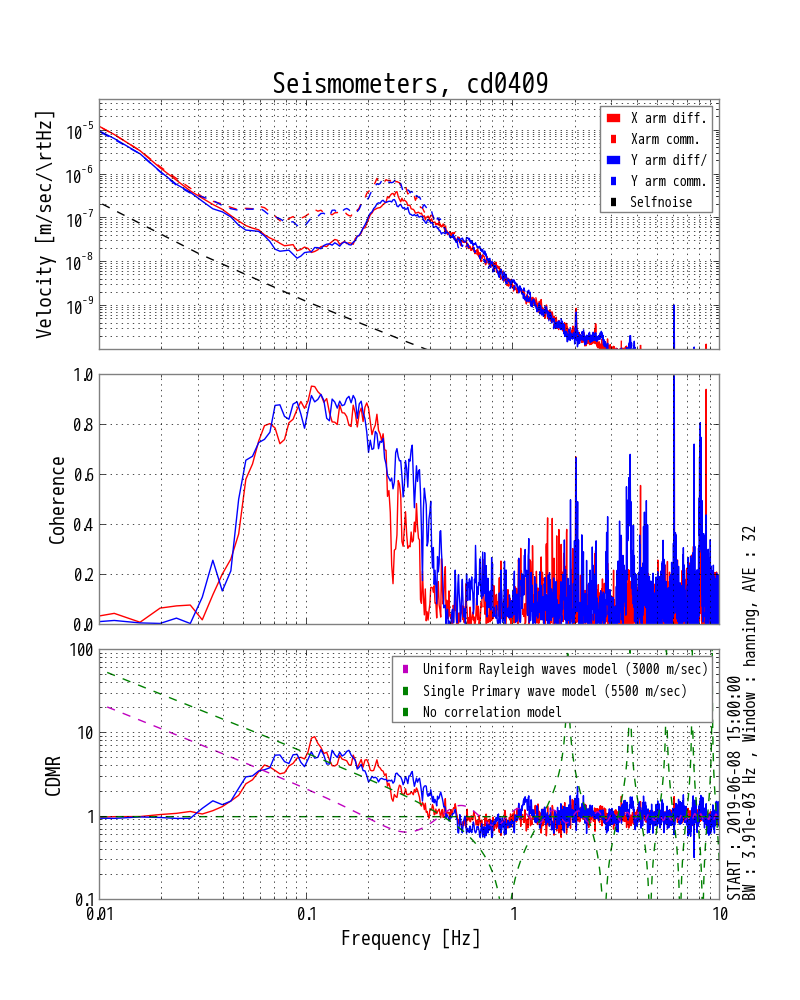 Seismometers, cd0409
Velocity [m/sec/\rtHz]
10^-5
10^-6
10^-7
10^-8
10^-9
X arm diff.
Xarm comm.
Y arm diff/
Y arm comm.
Selfnoise
Coherence
1.0
0.8
0.6
0.4
0.2
0.0
CDMR
100
10
1
0.1
Uniform Rayleigh waves model (3000 m/sec)
Single Primary wave model (5500 m/sec)
No correlation model
0.01
0.1
1
10
Frequency [Hz]
START : 2019-06-08 15:00:00
BW : 3.91e-03 Hz , Window : hanning, AVE : 32